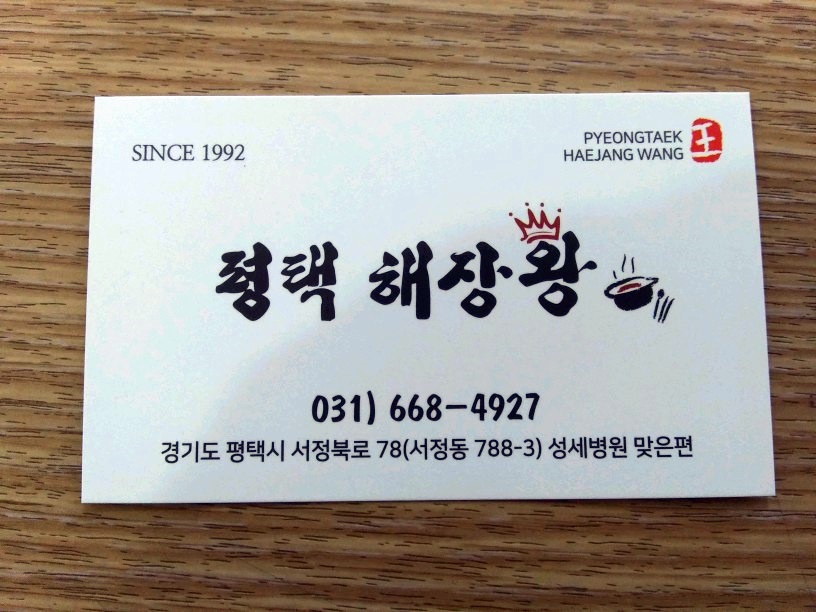 SINCE 1992
PYEONGTAEK
HAEJANG WANG
王
평택 해장왕
031) 668-4927
경기도 평택시 서정북로 78(서정동 788-3) 성세병원 맞은편